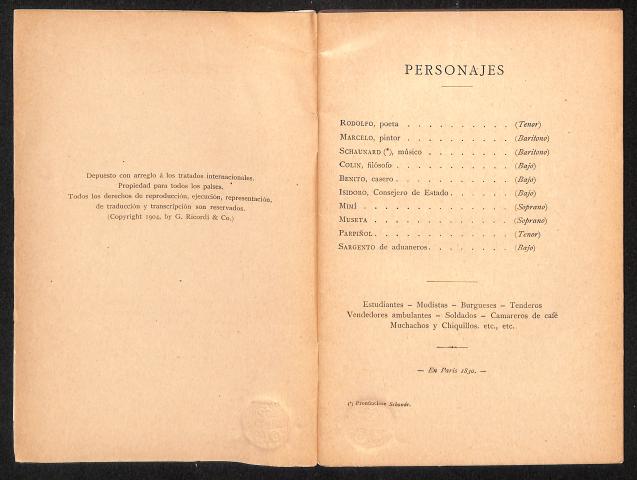 Depuesto con arreglo á los tratados internacionales.
Propiedad para todos los países.
Todos los derechos de reproducción, ejecución, representación,
de traducción y transcripción son reservados.
(Copyright 1904, by G. Ricordi & Co.)
PERSONAJES
RODOLFO, poeta . . . . . . . . . . (Tenor)
MARCELO, pintor . . . . . . . . . . (Barítono)
SCHAUNARD (*), músico . . . . . . . . (Barítono)
COLIN, filósofo . . . . . . . . . . . (Bajo)
BENITO, casero . . . . . . . . . . . (Bajo)
ISIDORO, Consejero de Estado . . . . . . (Bajo)
MIMÍ . . . . . . . . . . . . . (Soprano)
MUSETA . . . . . . . . . . . . (Soprano)
PARPIÑOL . . . . . . . . . . . . (Tenor)
SARGENTO de aduaneros . . . . . . . . (Bajo)
Estudiantes – Modistas – Burgueses – Tenderos
Vendedores ambulantes – Soldados – Camareros de café
Muchachos y Chiquillos. etc., etc.
— En París 1830. —
(*) Pronúnciese Schonár.